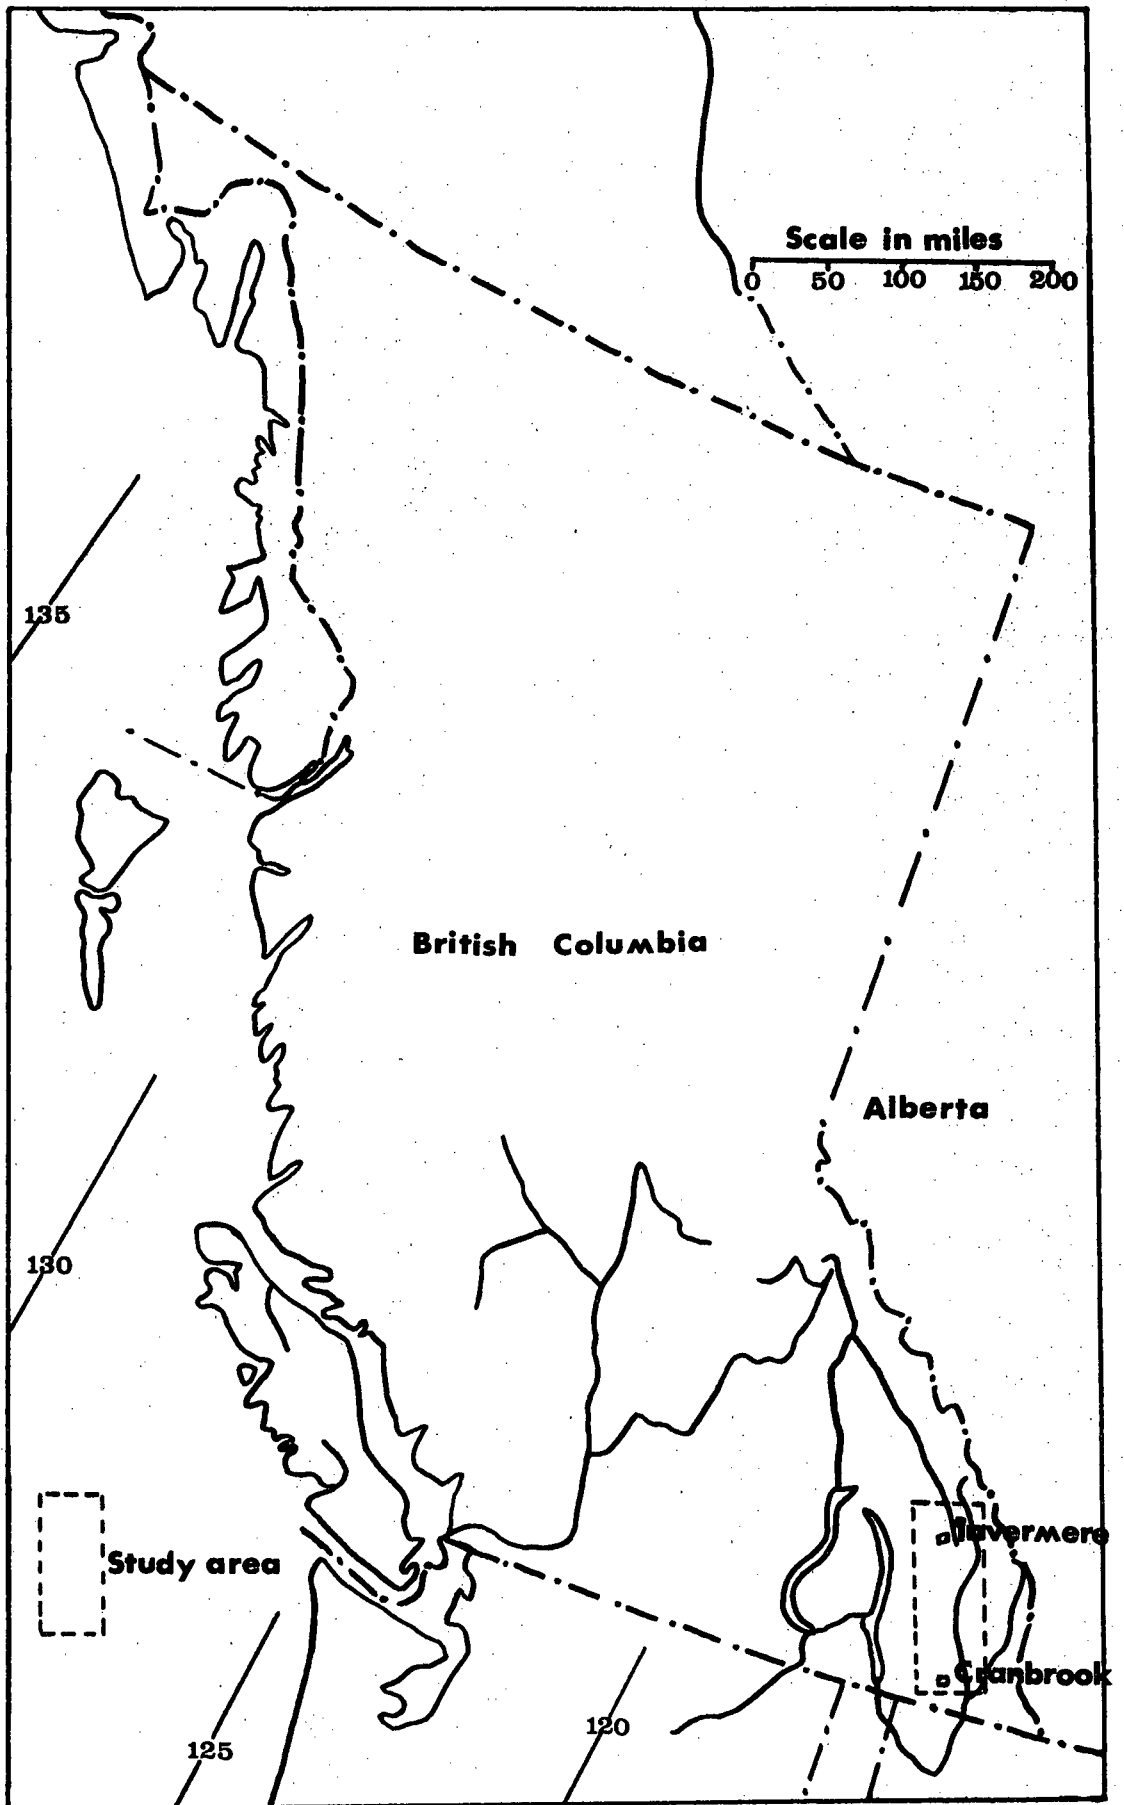 Scale in miles
0 50 100 150 200
135
British Columbia
Alberta
130
Invermere
Study area
Cranbrook
120
125